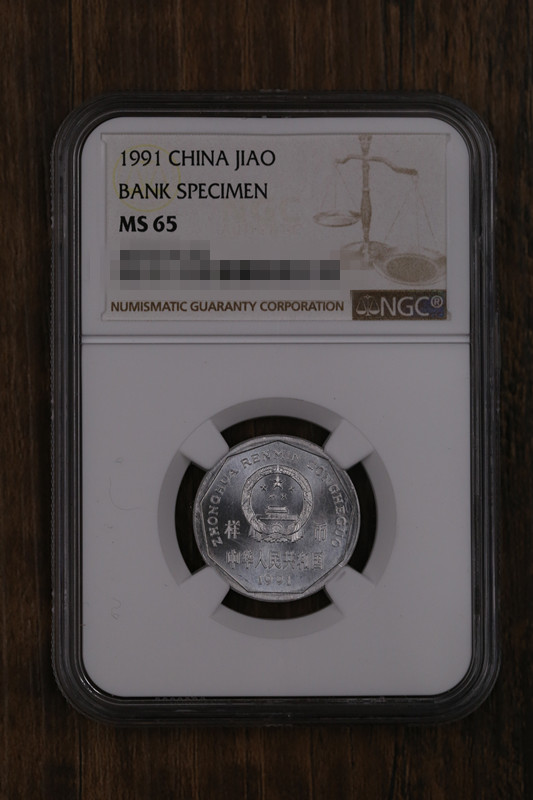 1991 CHINA JIAO
BANK SPECIMEN
MS 65
NUMISMATIC GUARANTY CORPORATION
NGC®
ZHONGHUA RENMIN GONGHEGUO
样 币
中华人民共和国
1991